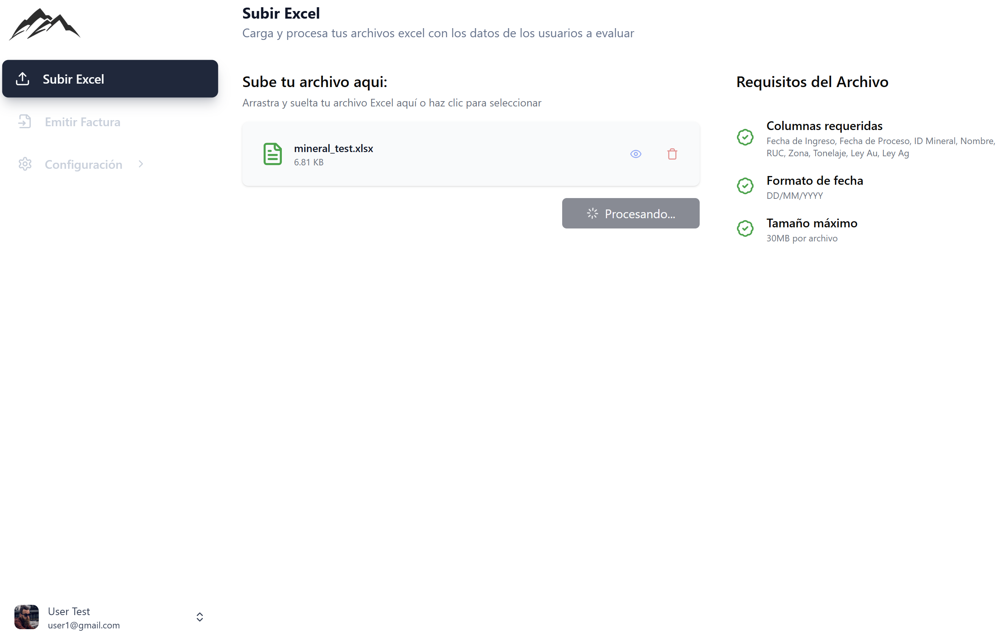 Subir Excel
Emitir Factura
Configuración
User Test
user1@gmail.com
Subir Excel
Carga y procesa tus archivos excel con los datos de los usuarios a evaluar
Sube tu archivo aqui:
Arrastra y suelta tu archivo Excel aquí o haz clic para seleccionar
mineral_test.xlsx
6.81 KB
Procesando...
Requisitos del Archivo
Columnas requeridas
Fecha de Ingreso, Fecha de Proceso, ID Mineral, Nombre,
RUC, Zona, Tonelaje, Ley Au, Ley Ag
Formato de fecha
DD/MM/YYYY
Tamaño máximo
30MB por archivo